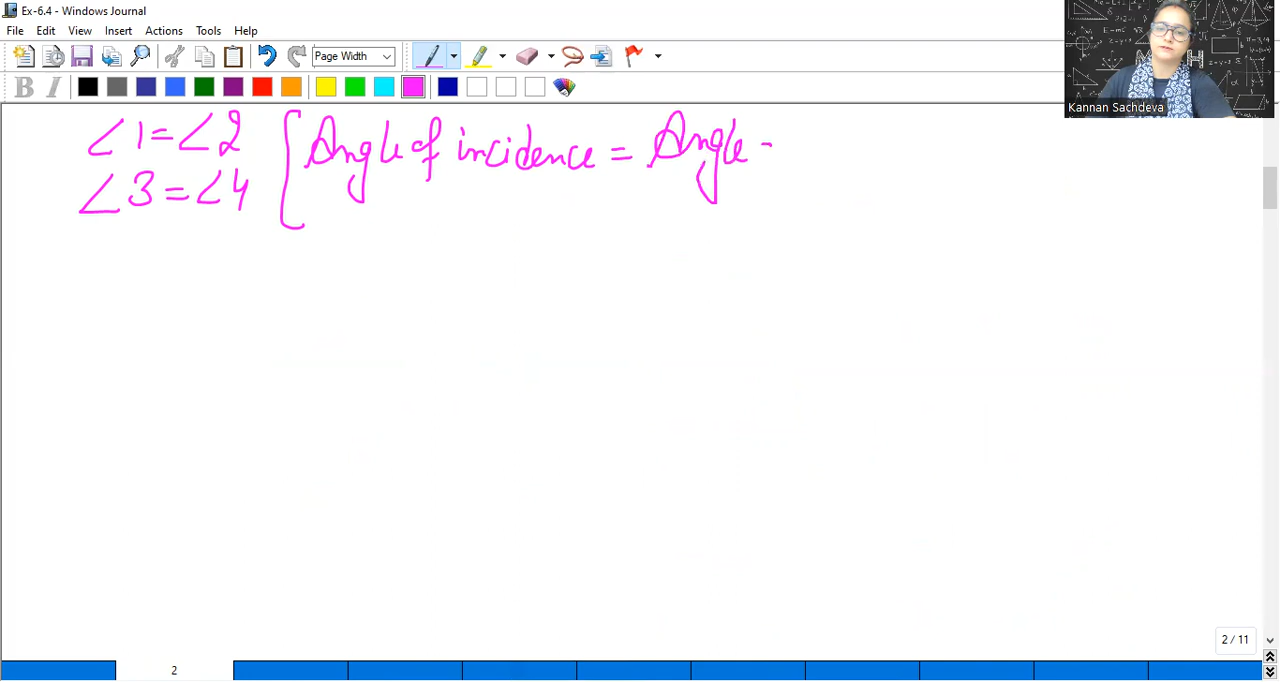 Ex-6.4 - Windows Journal
File Edit View Insert Actions Tools Help
Page Width
B I
Kannan Sachdeva
∠1=∠2 [Angle of incidence = Angle -
∠3=∠4
2 / 11
2